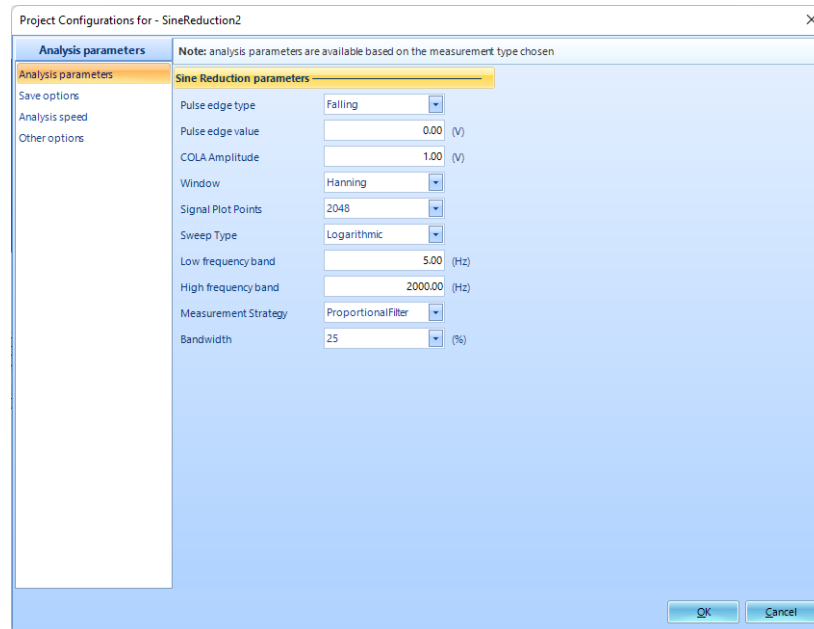 Project Configurations for - SineReduction2
Analysis parameters
Note: analysis parameters are available based on the measurement type chosen
Analysis parameters
Save options
Analysis speed
Other options
Sine Reduction parameters
Pulse edge type Falling
Pulse edge value 0.00 (V)
COLA Amplitude 1.00 (V)
Window Hanning
Signal Plot Points 2048
Sweep Type Logarithmic
Low frequency band 5.00 (Hz)
High frequency band 2000.00 (Hz)
Measurement Strategy ProportionalFilter
Bandwidth 25 (%)
OK Cancel